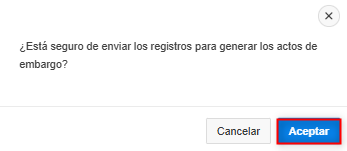 ¿Está seguro de enviar los registros para generar los actos de
embargo?
Cancelar
Aceptar